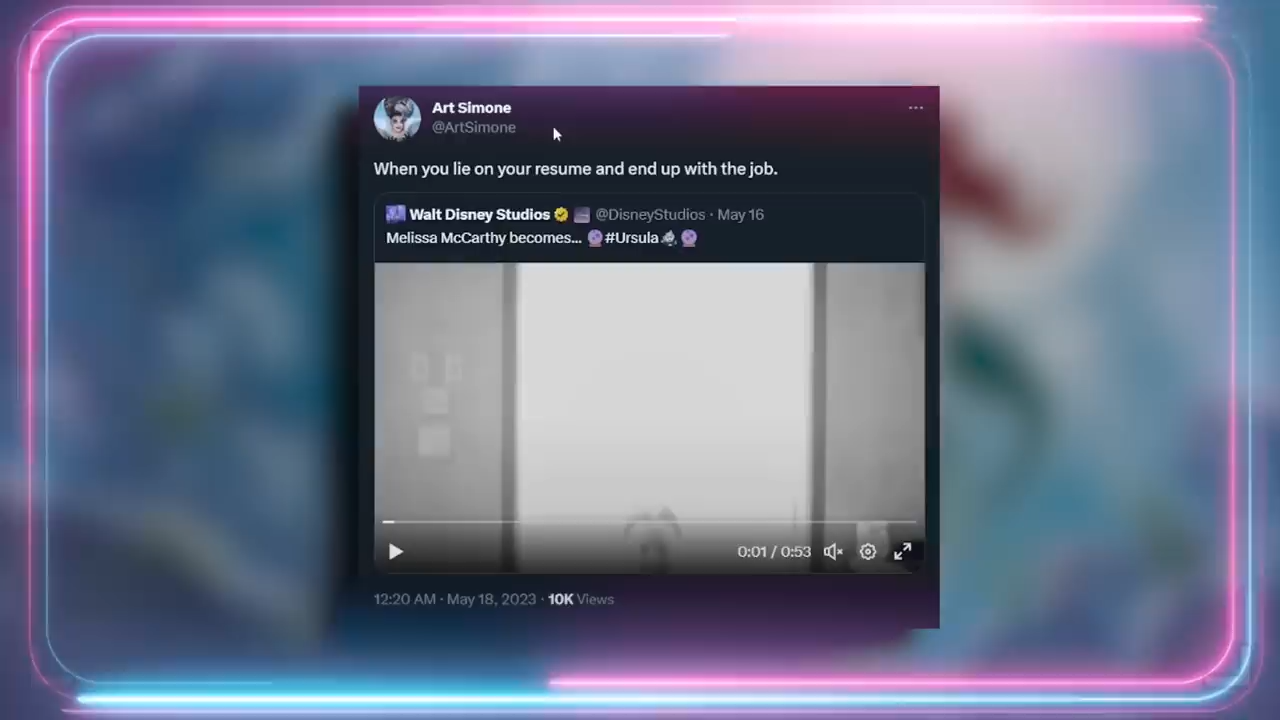 Art Simone
@ArtSimone
When you lie on your resume and end up with the job.
Walt Disney Studios @DisneyStudios · May 16
Melissa McCarthy becomes... 🔮#Ursula🐙🔮
0:01 / 0:53
12:20 AM · May 18, 2023 · 10K Views